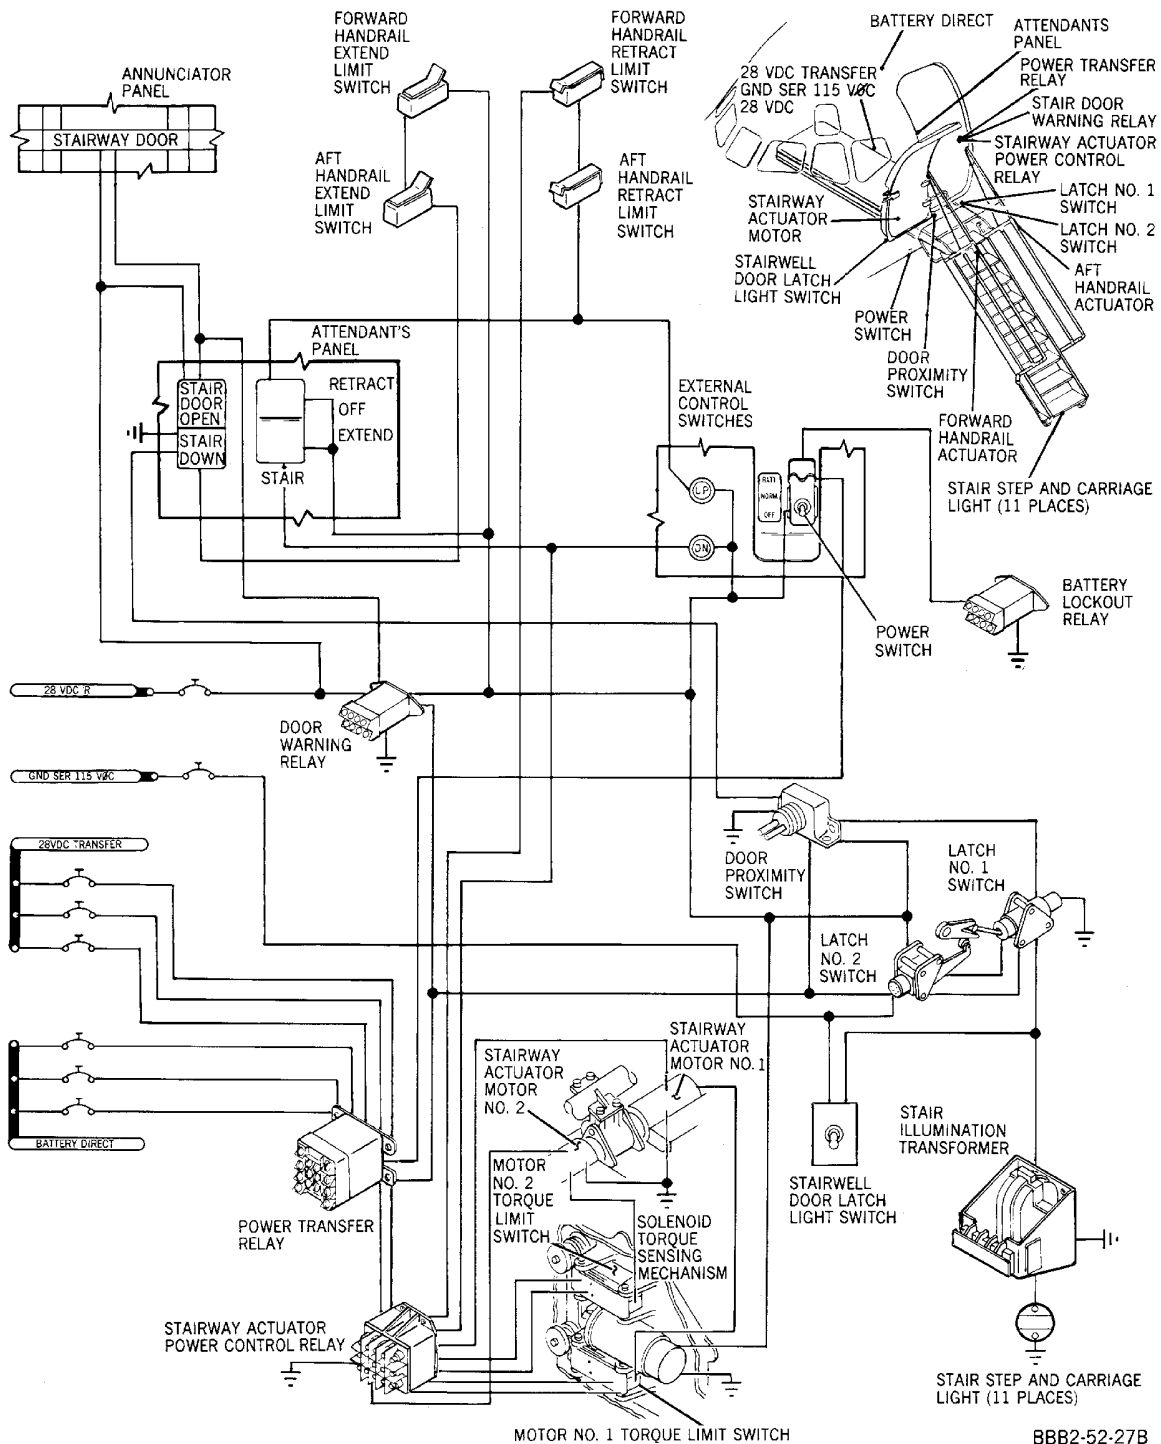 FORWARD
HANDRAIL
EXTEND
LIMIT
SWITCH
FORWARD
HANDRAIL
RETRACT
LIMIT
SWITCH
BATTERY DIRECT
ATTENDANTS
PANEL
28 VDC TRANSFER
GND SER 115 VØC
28 VDC
POWER TRANSFER
RELAY
STAIR DOOR
WARNING RELAY
STAIRWAY ACTUATOR
POWER CONTROL
RELAY
LATCH NO. 1
SWITCH
LATCH NO. 2
SWITCH
AFT
HANDRAIL
ACTUATOR
STAIRWAY
ACTUATOR
MOTOR
STAIRWELL
DOOR LATCH
LIGHT SWITCH
POWER
SWITCH
DOOR
PROXIMITY
SWITCH
FORWARD
HANDRAIL
ACTUATOR
STAIR STEP AND CARRIAGE
LIGHT (11 PLACES)
ANNUNCIATOR
PANEL
STAIRWAY DOOR
AFT
HANDRAIL
EXTEND
LIMIT
SWITCH
AFT
HANDRAIL
RETRACT
LIMIT
SWITCH
ATTENDANT'S
PANEL
STAIR
DOOR
OPEN
STAIR
DOWN
RETRACT
OFF
EXTEND
STAIR
EXTERNAL
CONTROL
SWITCHES
UP
DN
BATT
NORM
OFF
POWER
SWITCH
BATTERY
LOCKOUT
RELAY
28 VDC R
DOOR
WARNING
RELAY
GND SER 115 VØC
28VDC TRANSFER
DOOR
PROXIMITY
SWITCH
LATCH
NO. 1
SWITCH
LATCH
NO. 2
SWITCH
BATTERY DIRECT
STAIRWAY
ACTUATOR
MOTOR
NO. 2
STAIRWAY
ACTUATOR
MOTOR NO. 1
POWER TRANSFER
RELAY
MOTOR
NO. 2
TORQUE
LIMIT
SWITCH
SOLENOID
TORQUE
SENSING
MECHANISM
STAIRWELL
DOOR LATCH
LIGHT SWITCH
STAIR
ILLUMINATION
TRANSFORMER
STAIRWAY ACTUATOR
POWER CONTROL RELAY
STAIR STEP AND CARRIAGE
LIGHT (11 PLACES)
MOTOR NO. 1 TORQUE LIMIT SWITCH
BBB2-52-27B